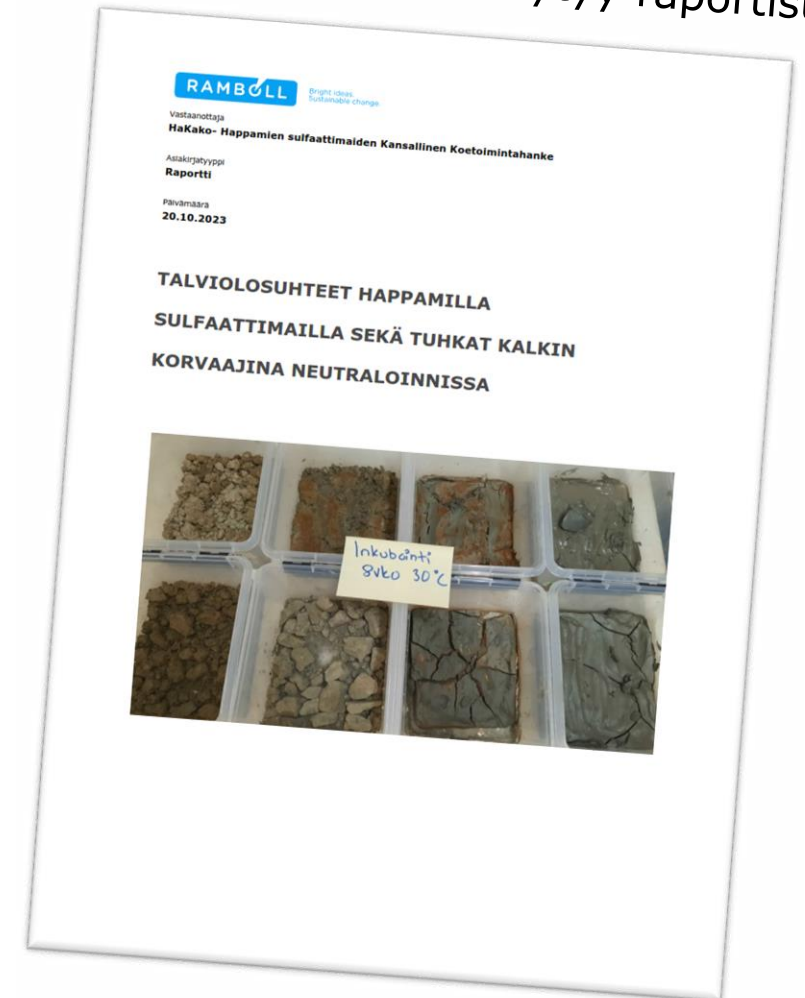 raportist
RAMBOLL
Bright ideas.
Sustainable change.
Vastaanottaja
HaKako- Happamien sulfaattimaiden Kansallinen Koetoimintahanke
Asiakirjatyyppi
Raportti
Päivämäärä
20.10.2023
TALVIOLOSUHTEET HAPPAMILLA
SULFAATTIMAILLA SEKÄ TUHKAT KALKIN
KORVAAJINA NEUTRALOINNISSA
Inkubointi
8vko 30°C